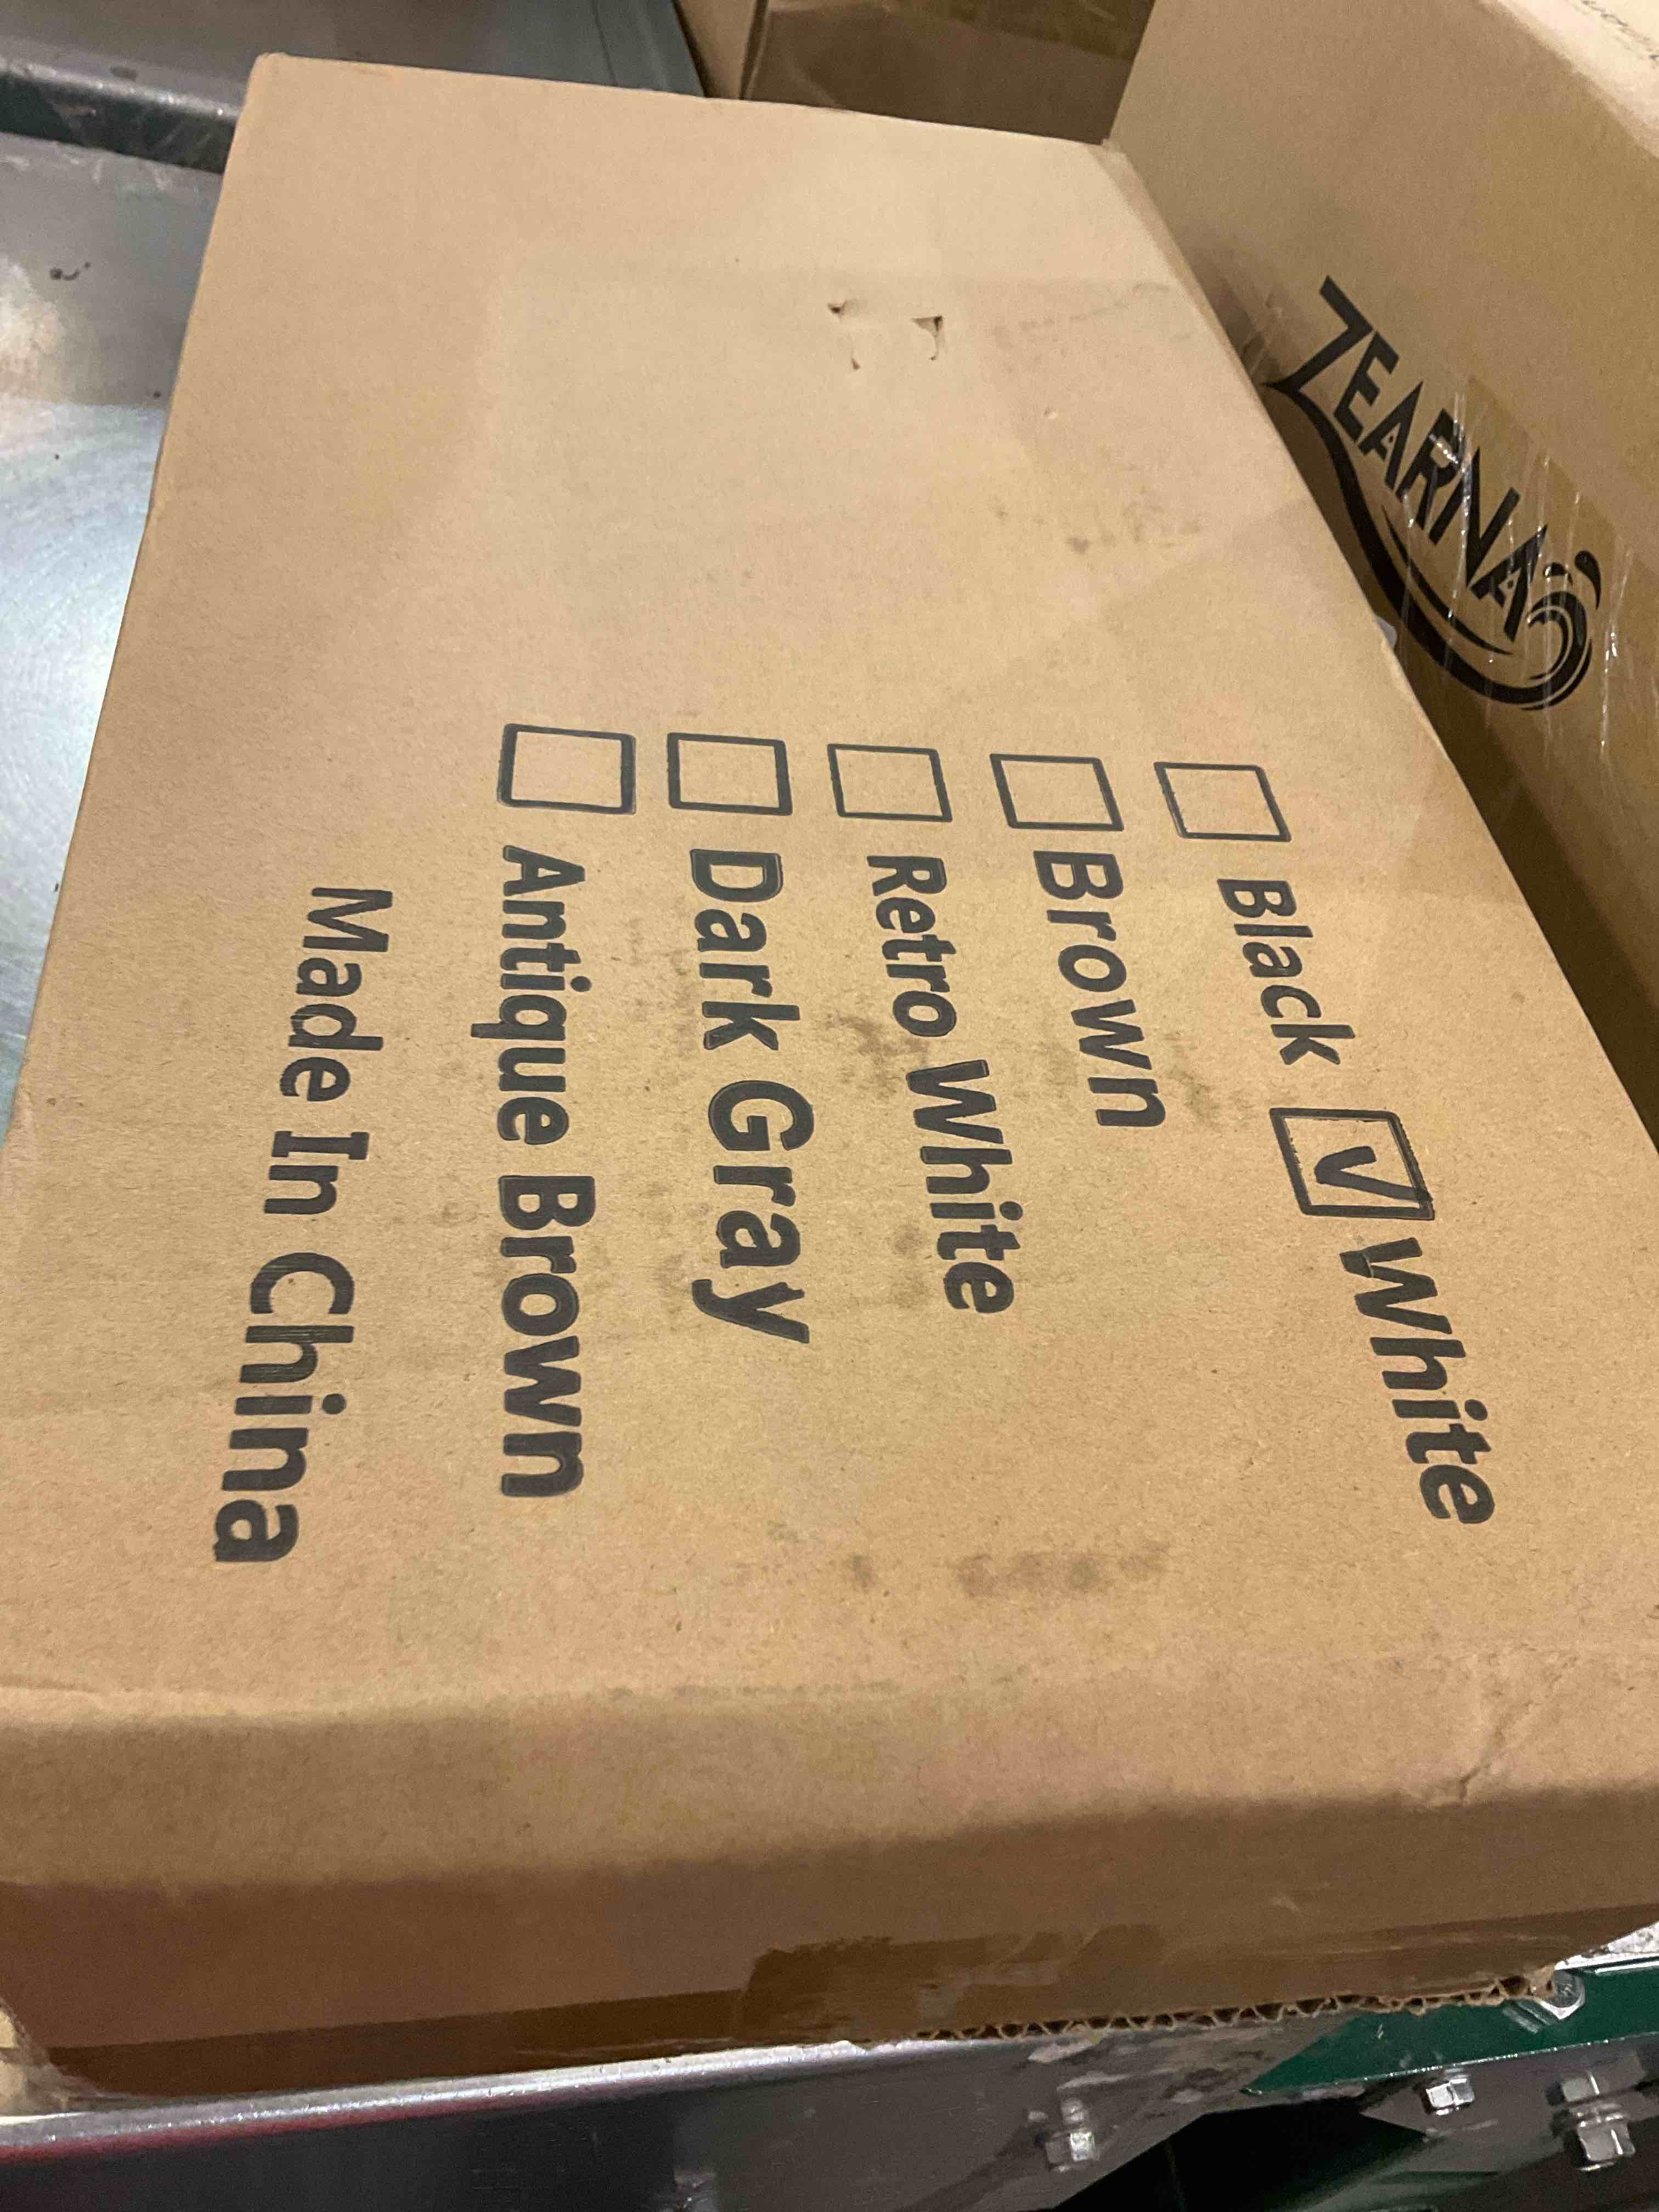 ZEARNA
☐ Black ☑ White
☐ Brown
☐ Retro White
☐ Dark Gray
☐ Antique Brown
Made In China